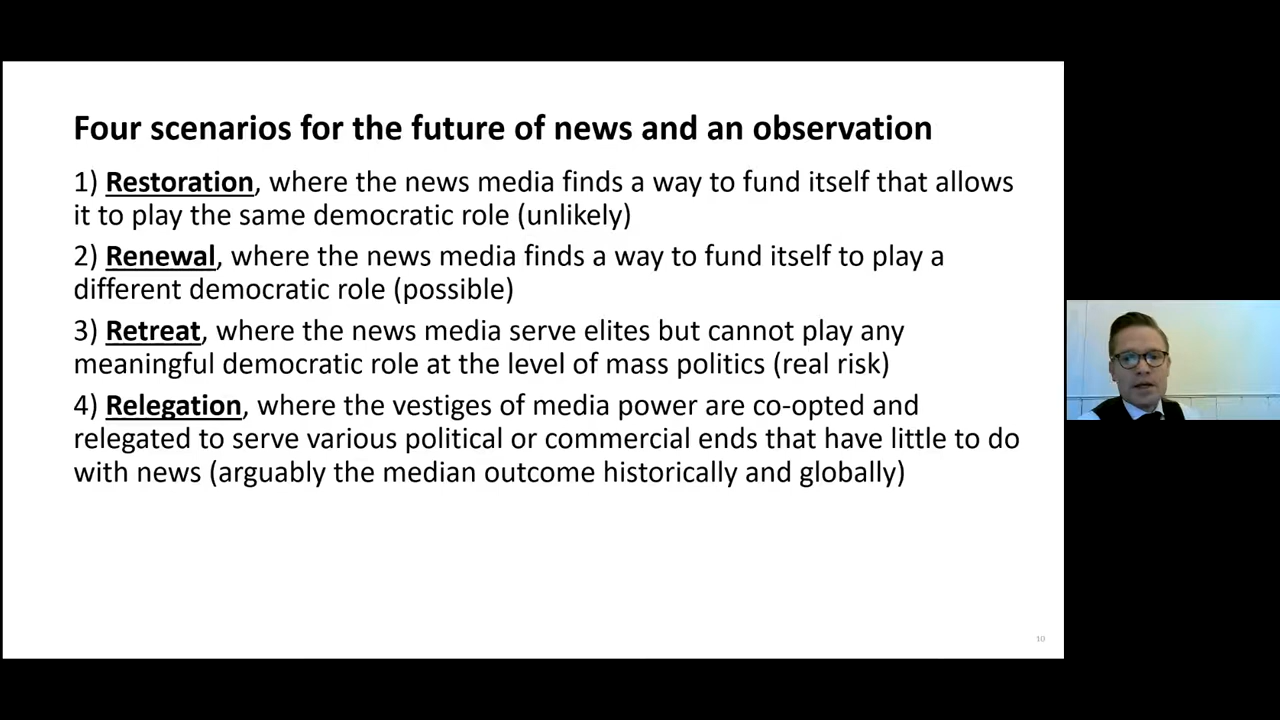 Four scenarios for the future of news and an observation
1) Restoration, where the news media finds a way to fund itself that allows
it to play the same democratic role (unlikely)
2) Renewal, where the news media finds a way to fund itself to play a
different democratic role (possible)
3) Retreat, where the news media serve elites but cannot play any
meaningful democratic role at the level of mass politics (real risk)
4) Relegation, where the vestiges of media power are co-opted and
relegated to serve various political or commercial ends that have little to do
with news (arguably the median outcome historically and globally)
10